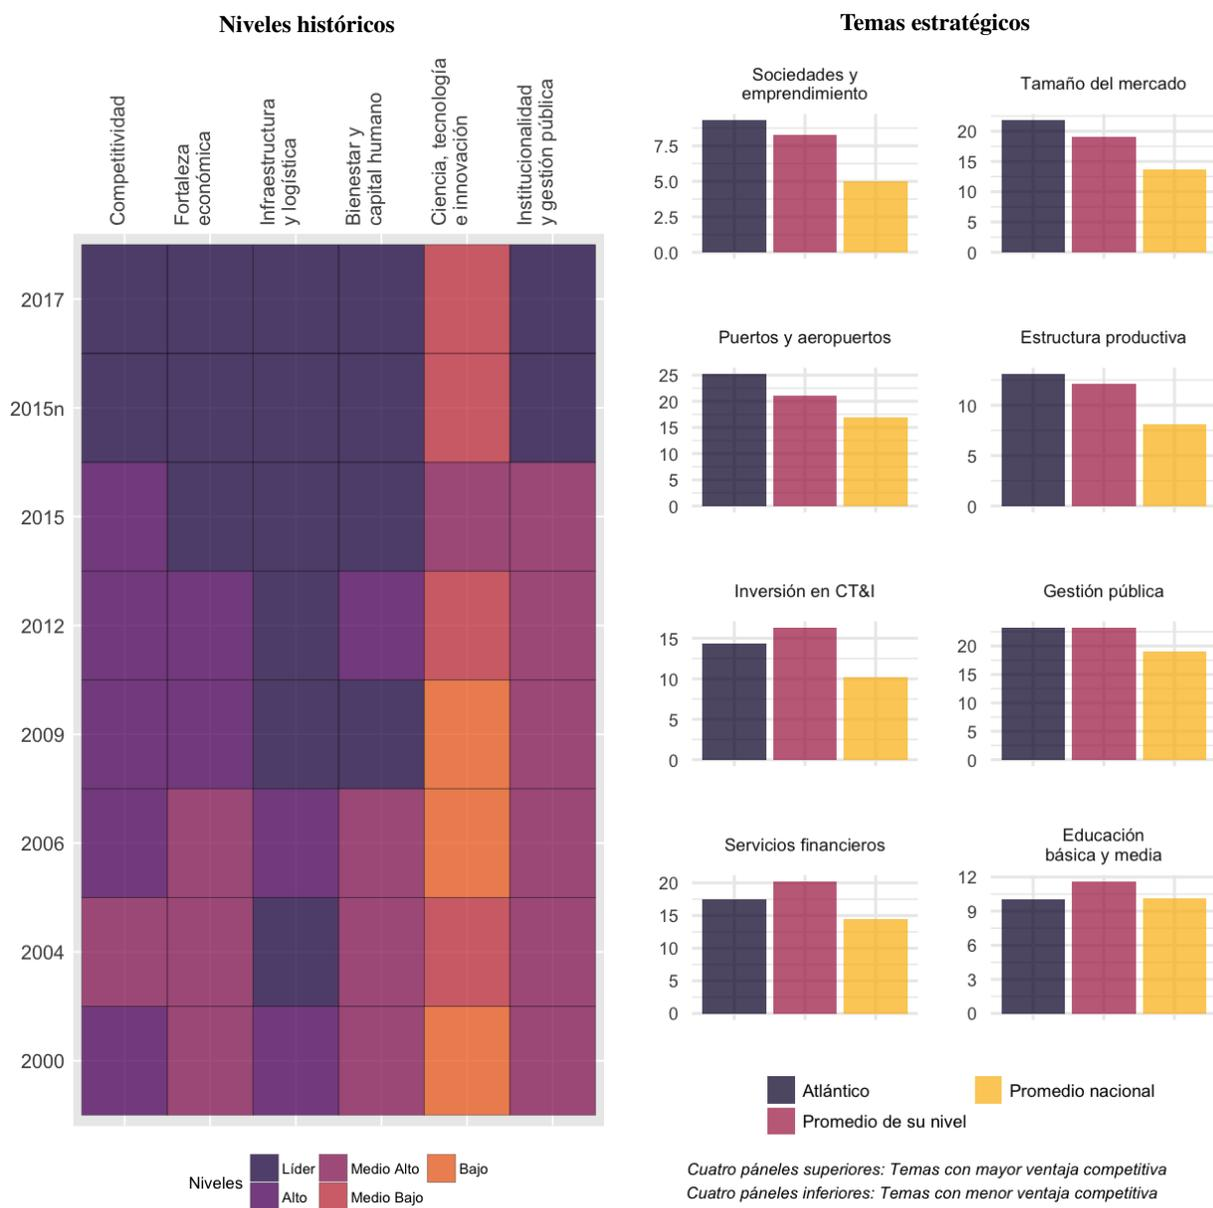 Niveles históricos
Competitividad
Fortaleza
económica
Infraestructura
y logística
Bienestar y
capital humano
Ciencia, tecnología
e innovación
Institucionalidad
y gestión pública
2017
2015n
2015
2012
2009
2006
2004
2000
Niveles
Líder
Medio Alto
Bajo
Alto
Medio Bajo
Temas estratégicos
Sociedades y
emprendimiento
7.5
5.0
2.5
0.0
Tamaño del mercado
20
15
10
5
0
Puertos y aeropuertos
25
20
15
10
5
0
Estructura productiva
10
5
0
Inversión en CT&I
15
10
5
0
Gestión pública
20
15
10
5
0
Servicios financieros
20
15
10
5
0
Educación
básica y media
12
9
6
3
0
Atlántico
Promedio nacional
Promedio de su nivel
Cuatro páneles superiores: Temas con mayor ventaja competitiva
Cuatro páneles inferiores: Temas con menor ventaja competitiva